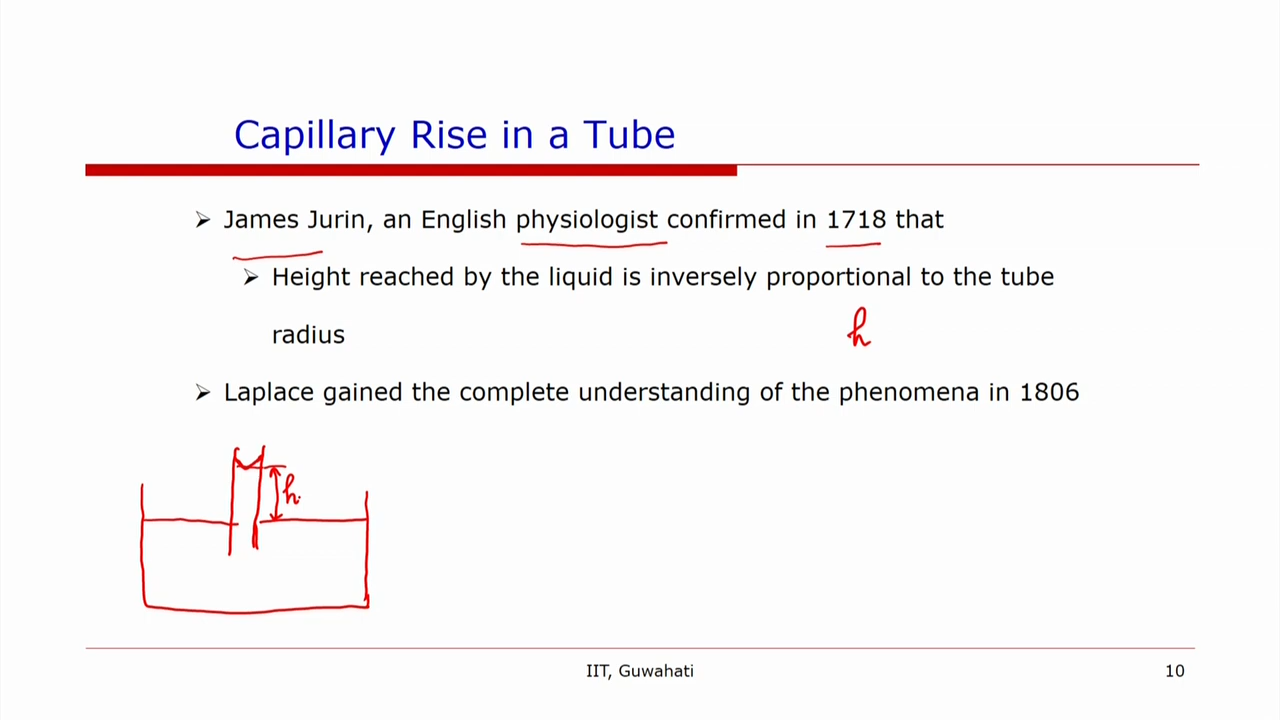 Capillary Rise in a Tube
James Jurin, an English physiologist confirmed in 1718 that
Height reached by the liquid is inversely proportional to the tube
radius
h
Laplace gained the complete understanding of the phenomena in 1806
h
IIT, Guwahati
10